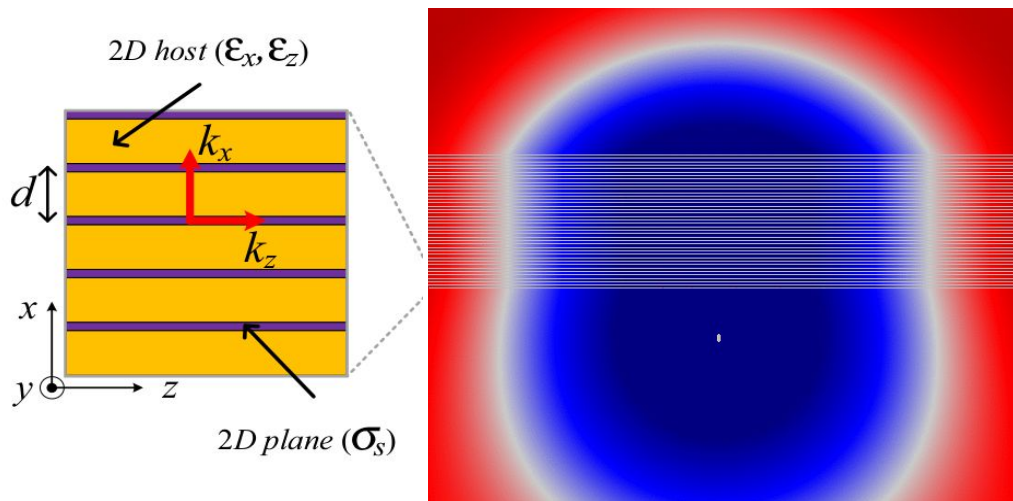 2D host (εx, εz)
kx
d
kz
x
y
z
2D plane (σs)